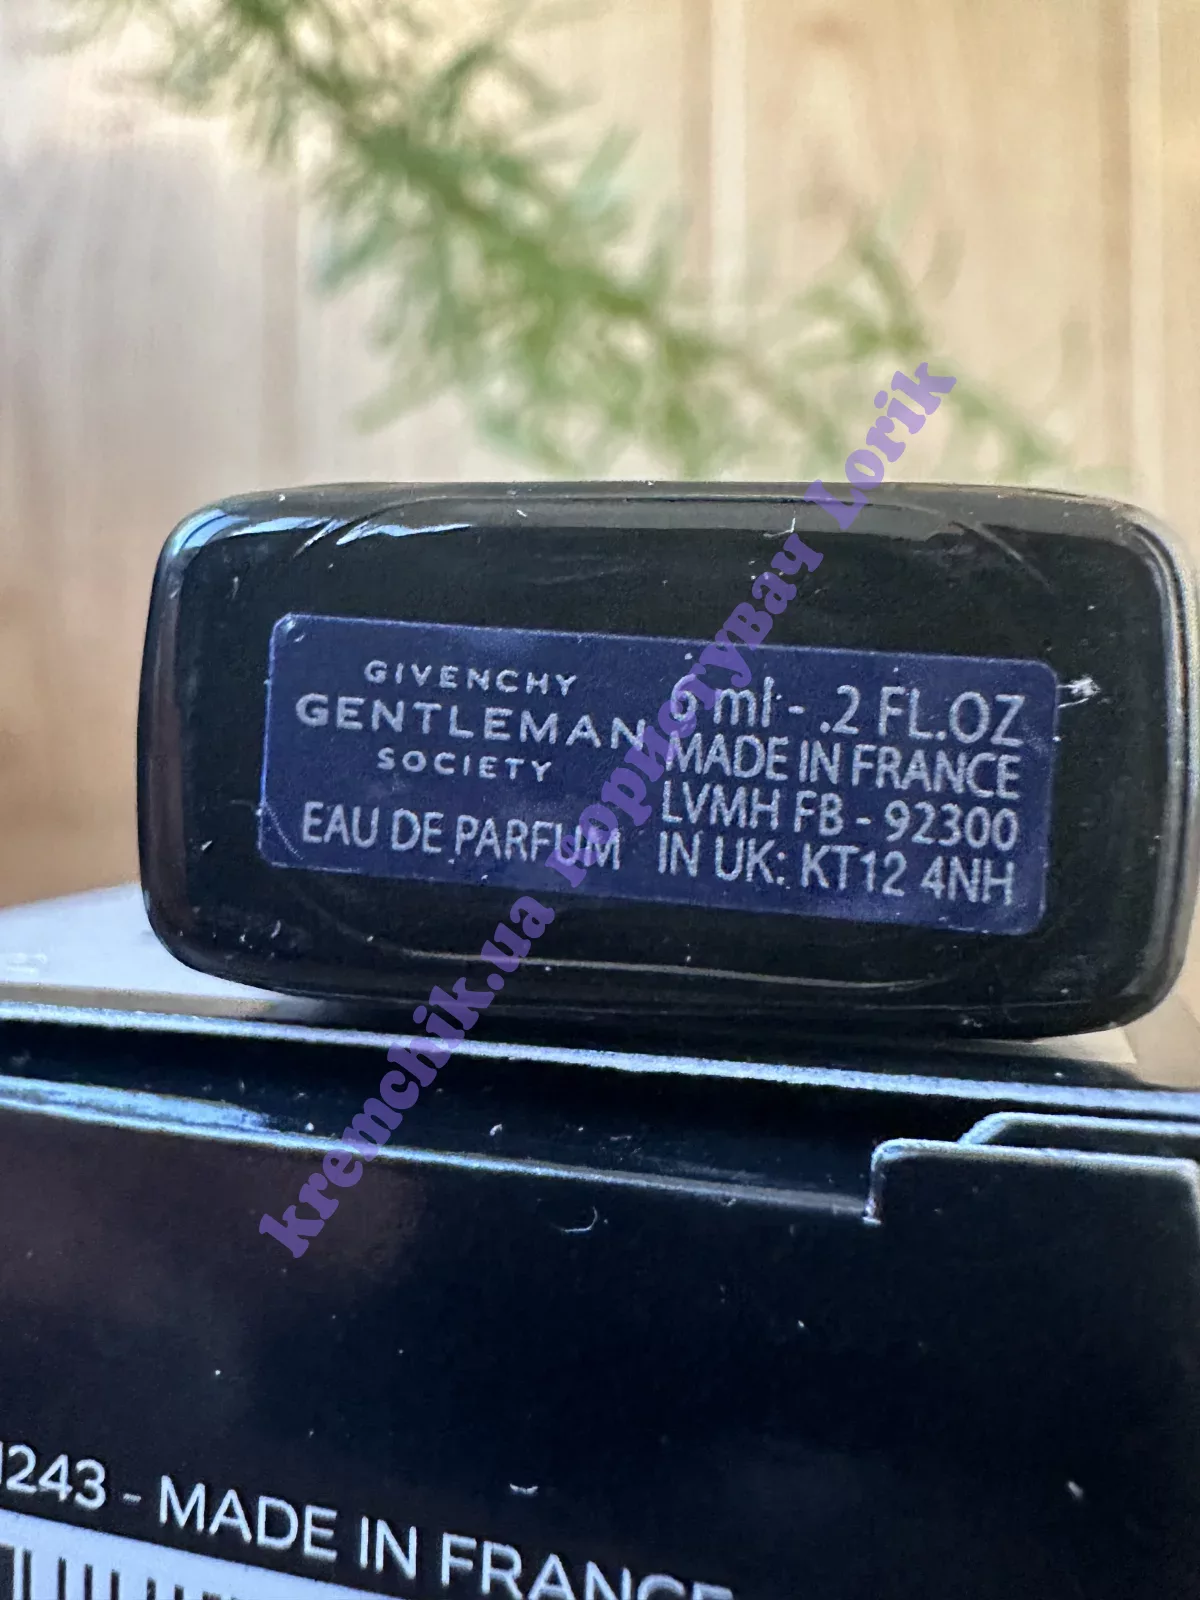 GIVENCHY
GENTLEMAN
SOCIETY
EAU DE PARFUM
6 ml - .2 FL.OZ
MADE IN FRANCE
LVMH FB - 92300
IN UK: KT12 4NH
1243 - MADE IN FRANCE
kremchik.ua користувач Lorik